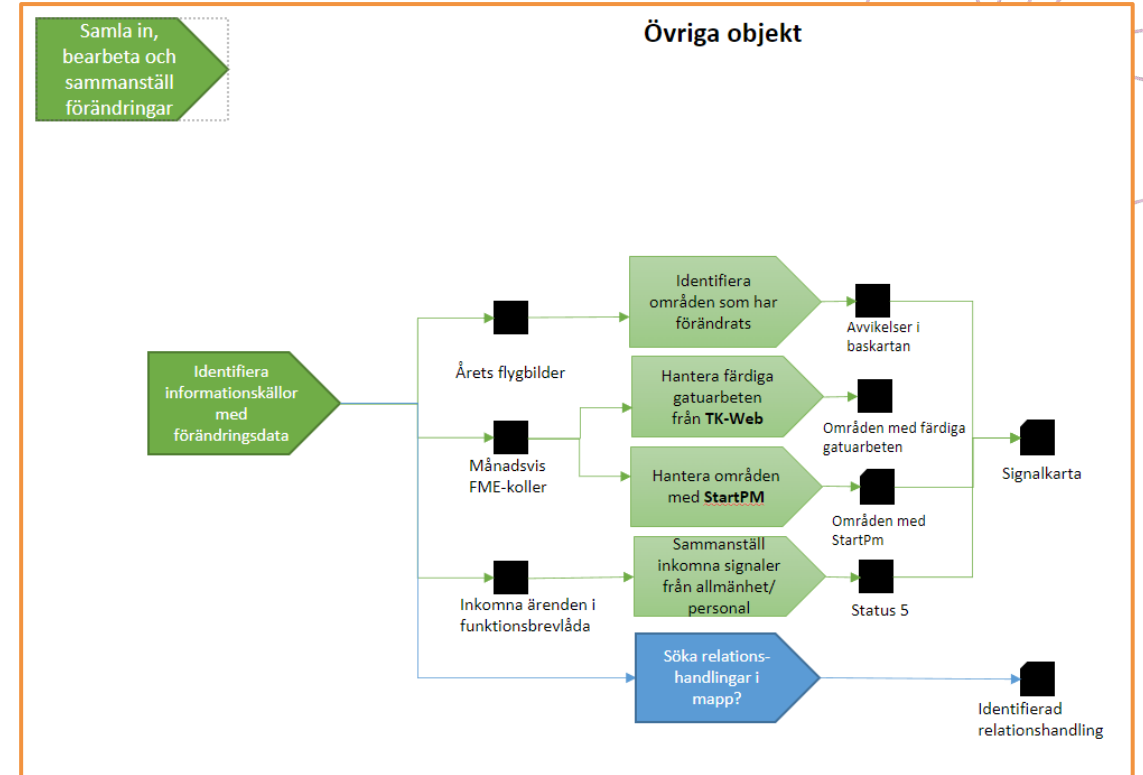 Samla in,
bearbeta och
sammanställ
förändringar
Övriga objekt
Identifiera
områden som har
förändrats
Avvikelser i
baskartan
Årets flygbilder
Identifiera
informationskällor
med
förändringsdata
Hantera färdiga
gatuarbeten
från TK-Web
Områden med färdiga
gatuarbeten
Månadsvis
FME-koller
Hantera områden
med StartPM
Områden med
StartPm
Signalkarta
Sammanställ
inkomna signaler
från allmänhet/
personal
Status 5
Inkomna ärenden i
funktionsbrevlåda
Söka relations-
handlingar i
mapp?
Identifierad
relationshandling